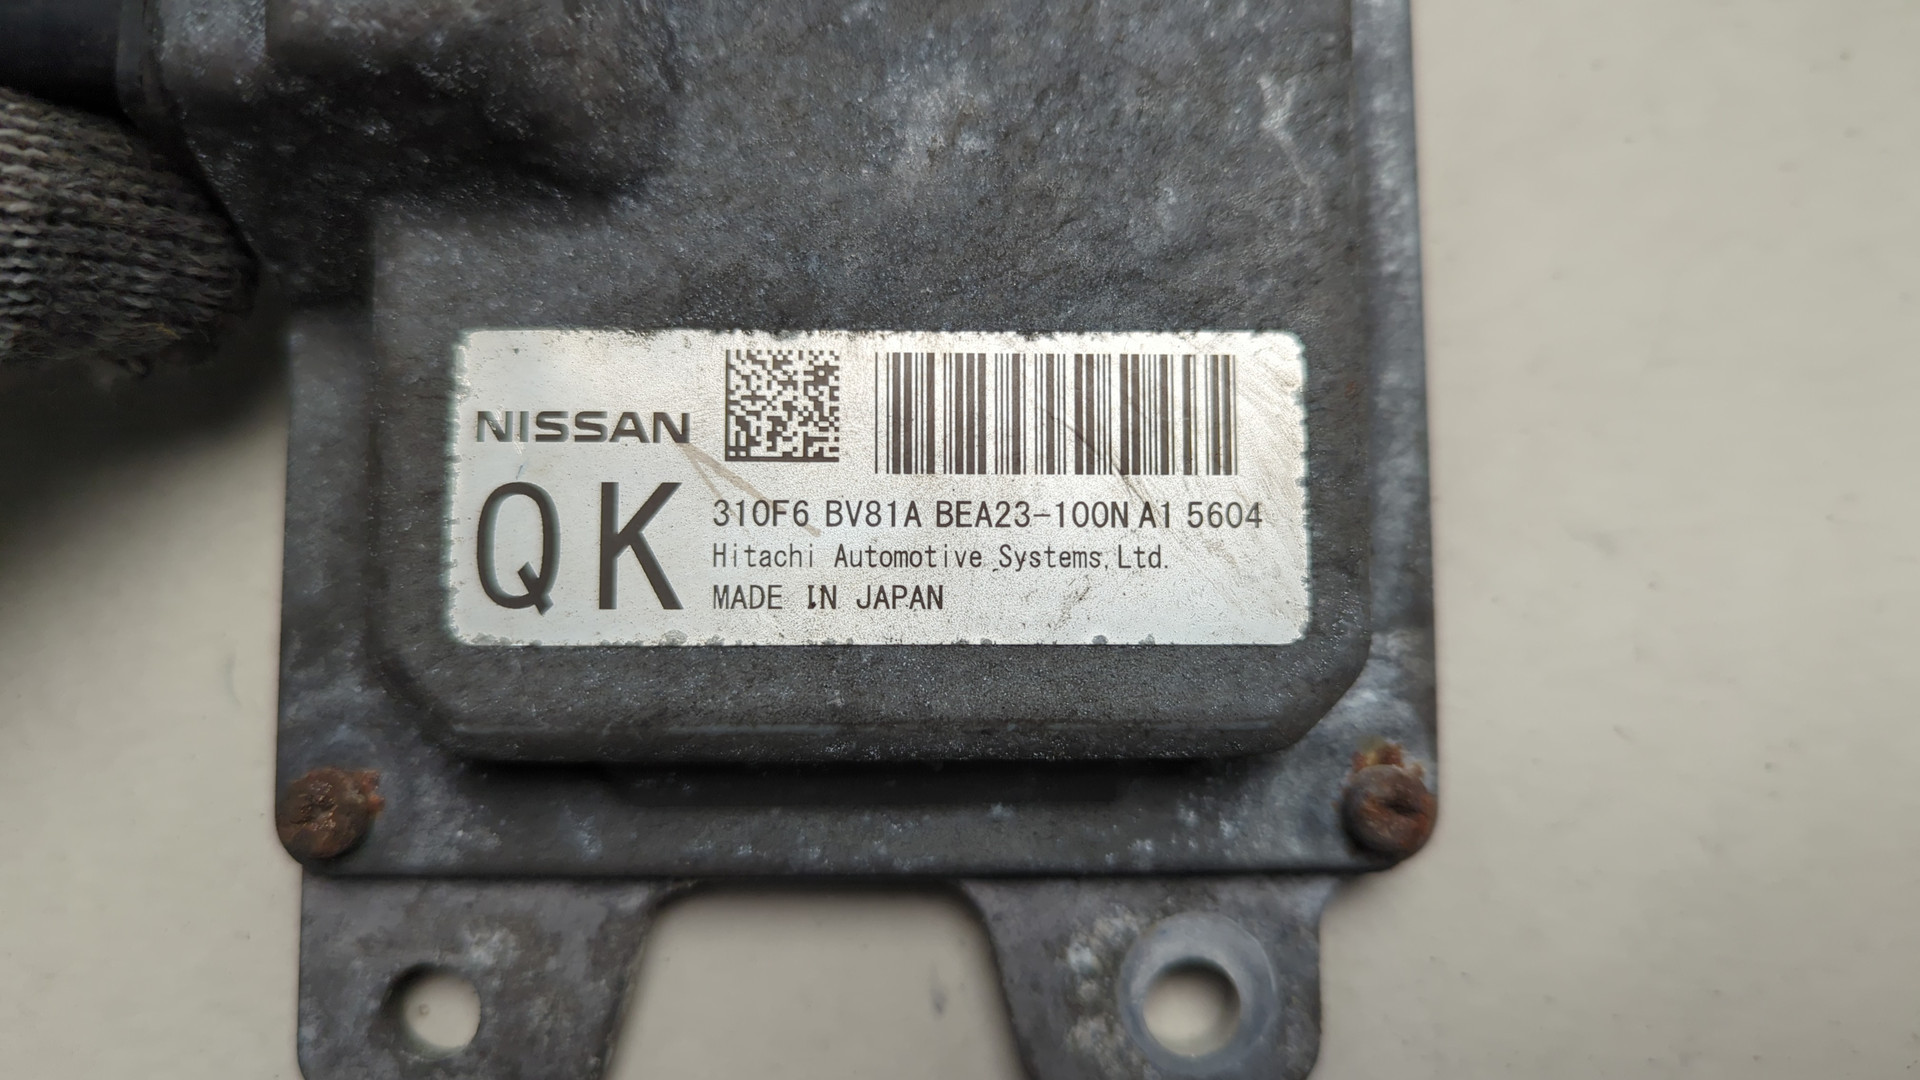 NISSAN
QK
310F6 BV81A BEA23-100N A1 5604
Hitachi Automotive Systems,Ltd.
MADE IN JAPAN